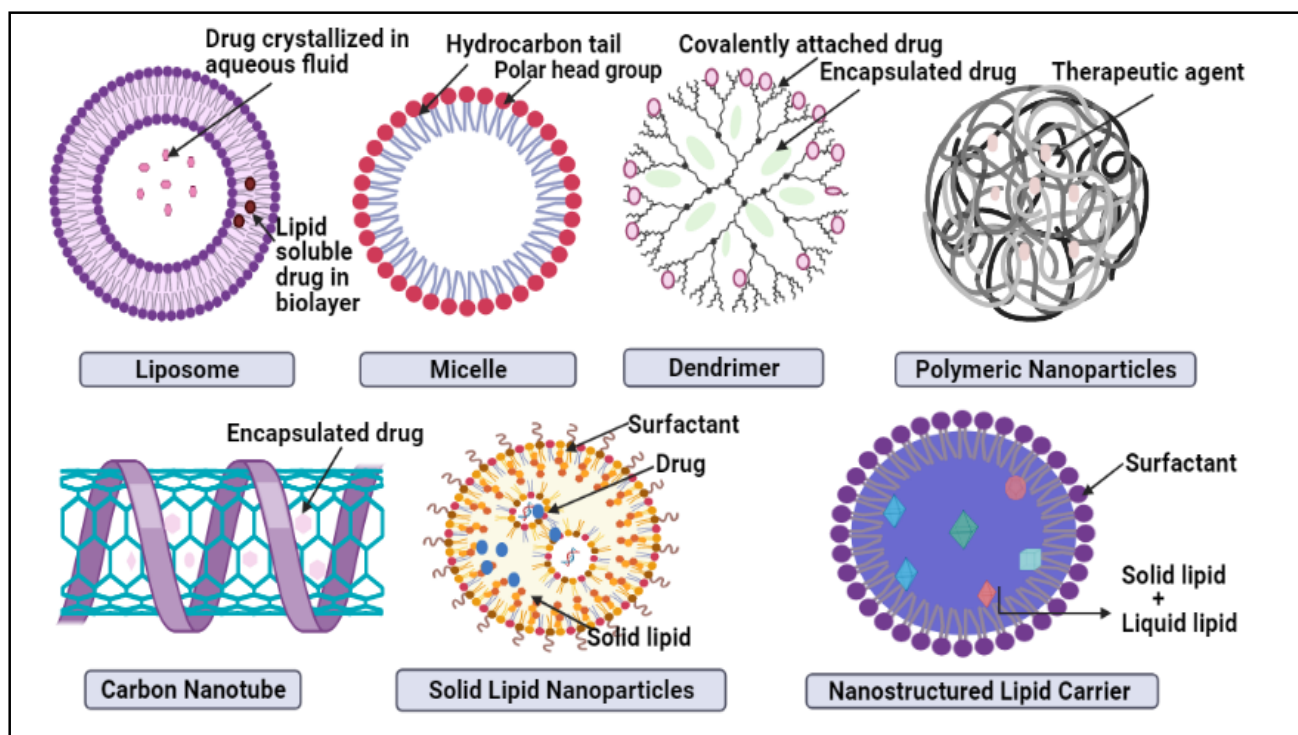 Drug crystallized in
aqueous fluid
Lipid
soluble
drug in
biolayer
Liposome
Hydrocarbon tail
Polar head group
Micelle
Covalently attached drug
Encapsulated drug
Dendrimer
Therapeutic agent
Polymeric Nanoparticles
Encapsulated drug
Carbon Nanotube
Surfactant
Drug
Solid lipid
Solid Lipid Nanoparticles
Surfactant
Solid lipid
+
Liquid lipid
Nanostructured Lipid Carrier